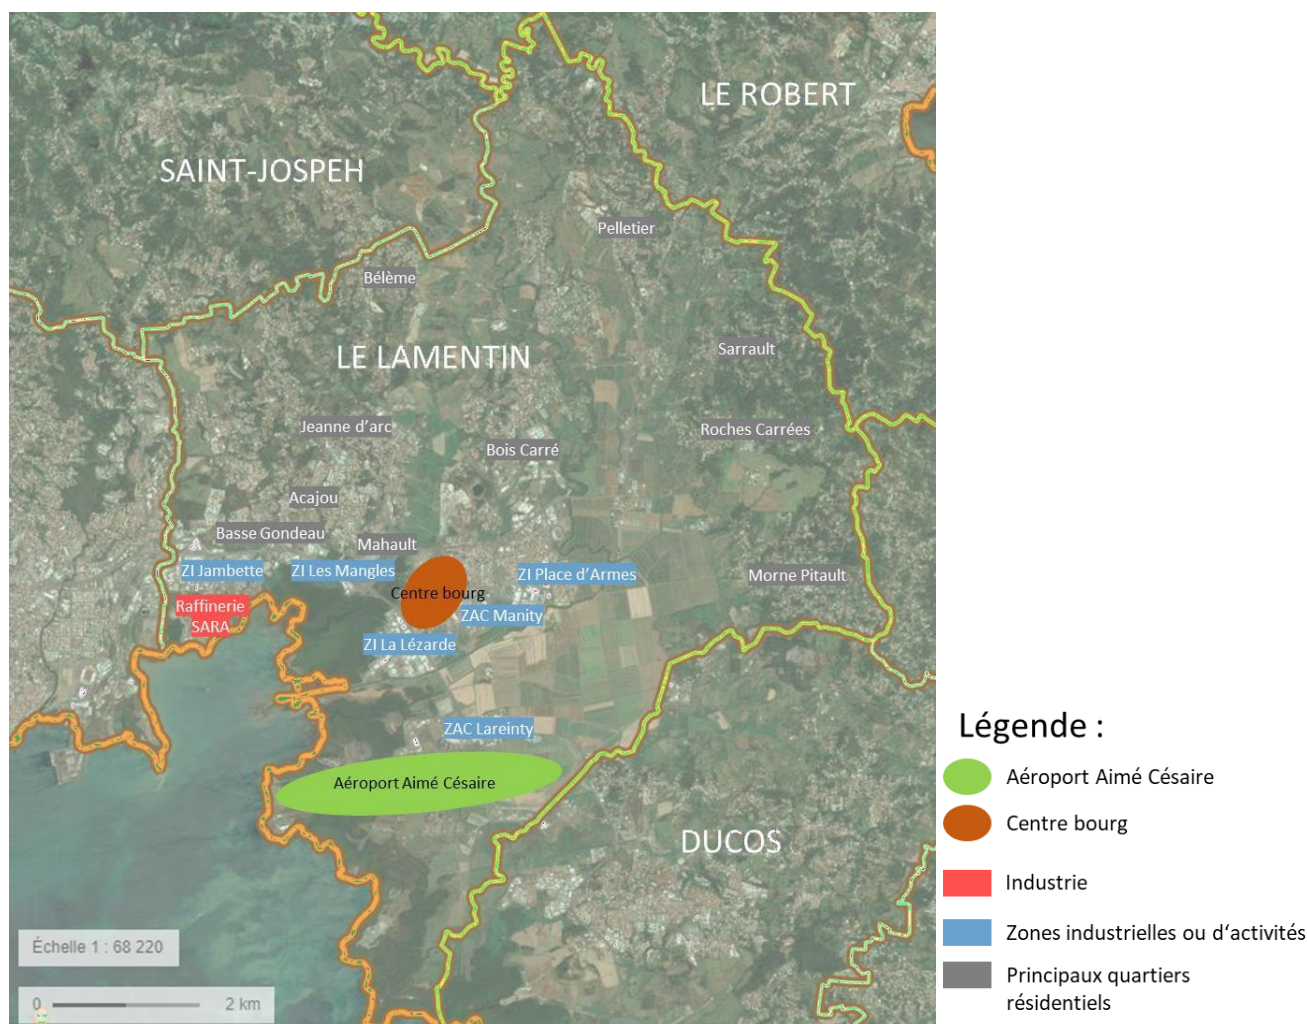 LE ROBERT
SAINT-JOSPEH
Pelletier
Bélème
Sarrault
LE LAMENTIN
Jeanne d'arc
Roches Carrées
Bois Carré
Acajou
Basse Gondeau
Mahault
ZI Jambette
ZI Les Mangles
ZI Place d'Armes
Morne Pitault
Centre bourg
Raffinerie
SARA
ZAC Manity
ZI La Lézarde
ZAC Lareinty
Aéroport Aimé Césaire
DUCOS
Échelle 1 : 68 220
0 2 km
Légende :
Aéroport Aimé Césaire
Centre bourg
Industrie
Zones industrielles ou d'activités
Principaux quartiers
résidentiels